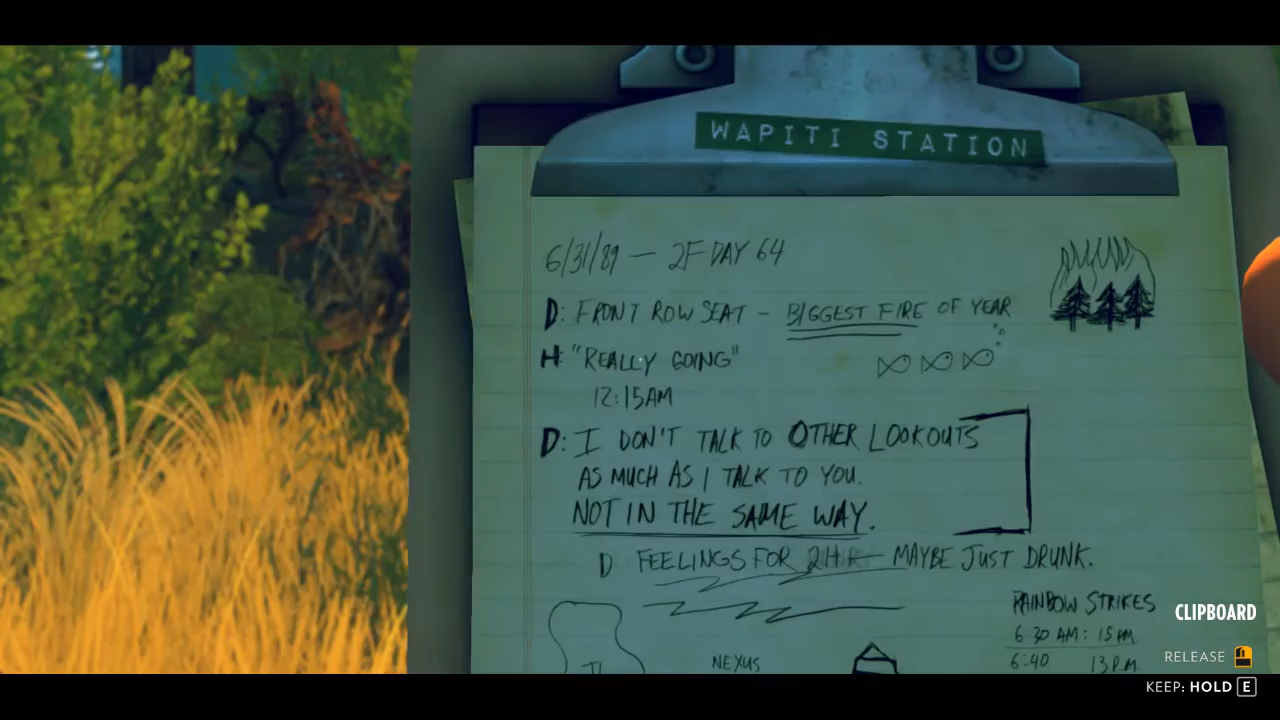 WAPITI STATION
6/31/89 — 2F DAY 64
D: FRONT ROW SEAT – BIGGEST FIRE OF YEAR
H: "REALLY GOING"
12:15AM
D: I DON'T TALK TO OTHER LOOKOUTS
AS MUCH AS I TALK TO YOU.
NOT IN THE SAME WAY.
D FEELINGS FOR — MAYBE JUST DRUNK.
RAINBOW STRIKES
6 30 AM: 15 PM
6:40 13 P.M.
NEXUS
CLIPBOARD
RELEASE
KEEP: HOLD E